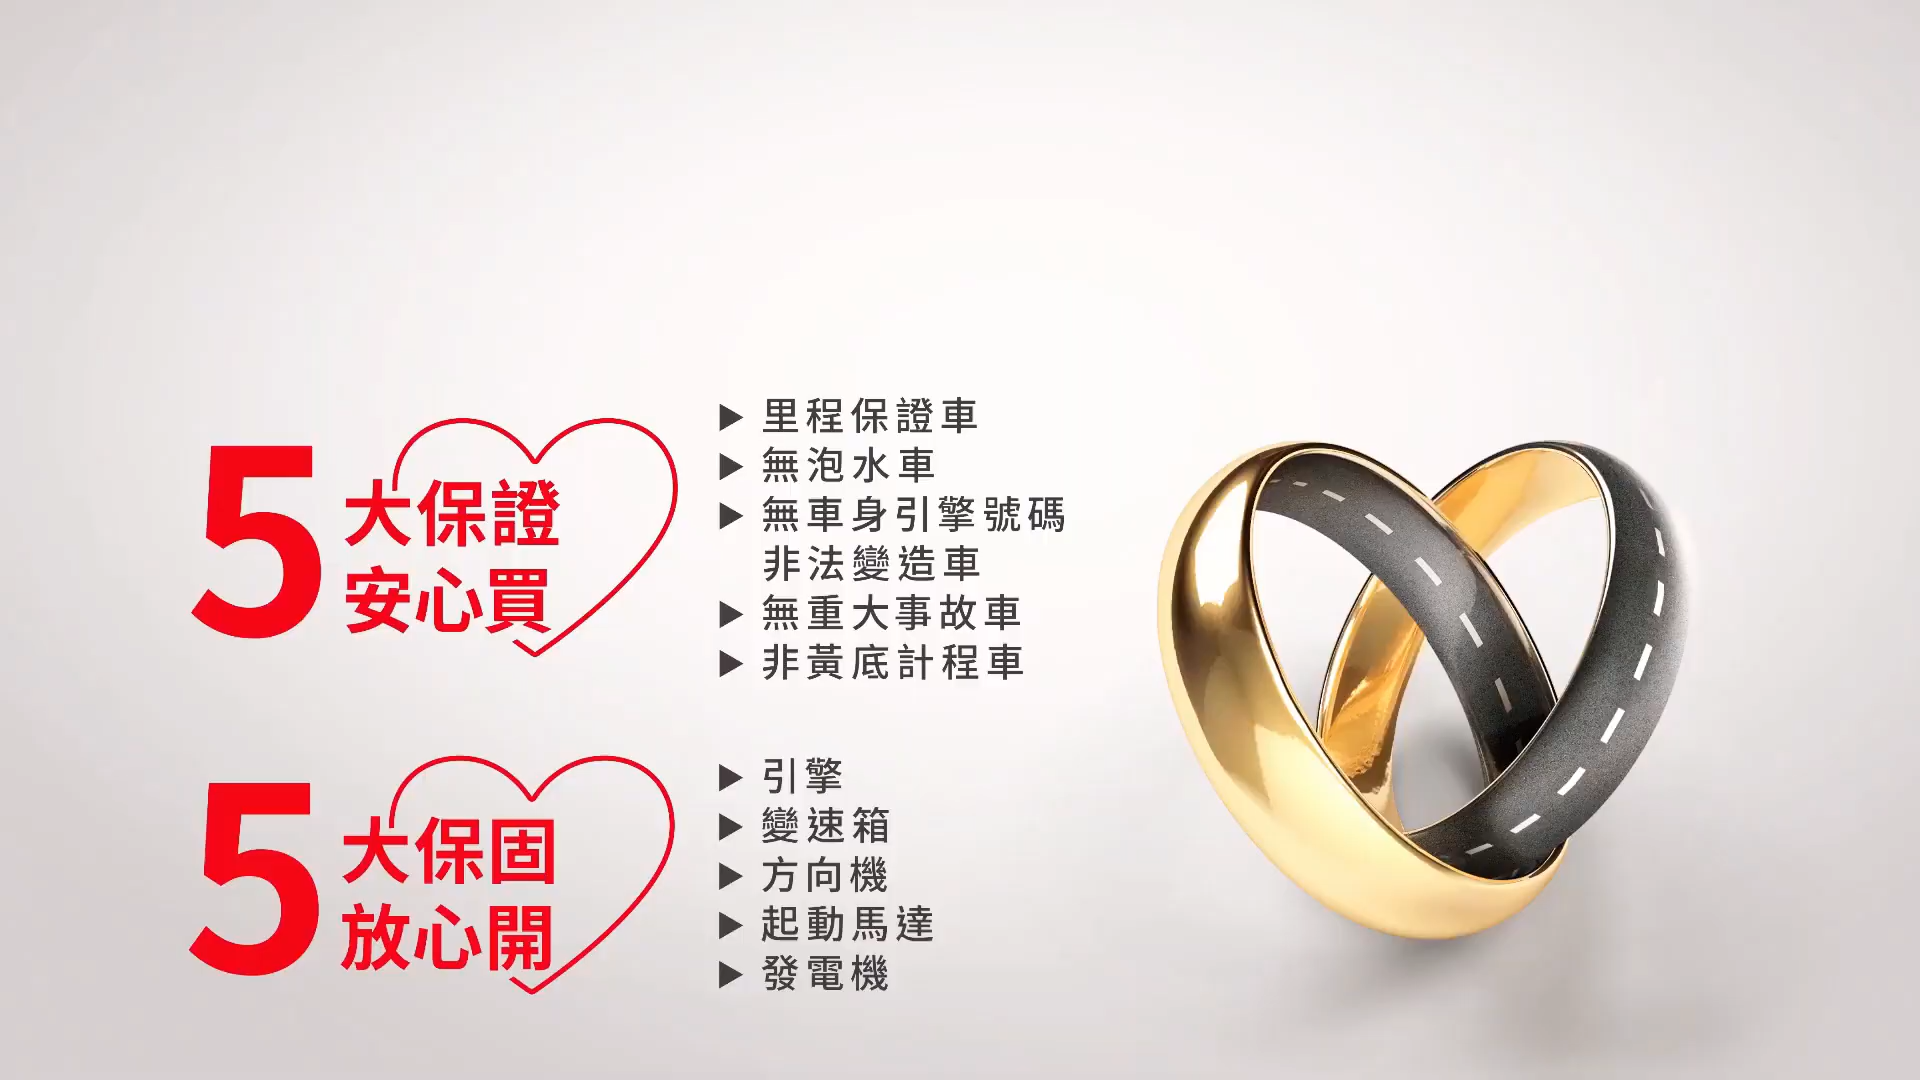 5大保證
安心買
▶ 里程保證車
▶ 無泡水車
▶ 無車身引擎號碼
非法變造車
▶ 無重大事故車
▶ 非黃底計程車
5大保固
放心開
▶ 引擎
▶ 變速箱
▶ 方向機
▶ 起動馬達
▶ 發電機